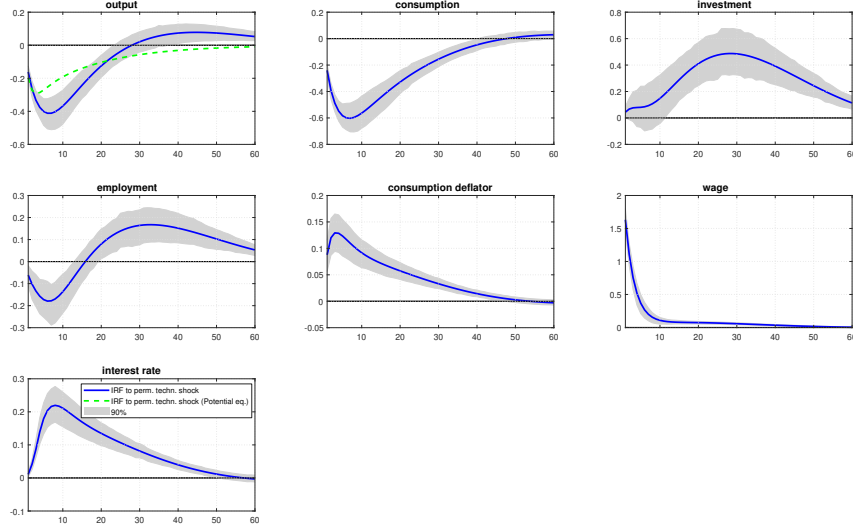 output
0.2
0
-0.2
-0.4
-0.6
10 20 30 40 50 60
consumption
0.2
0
-0.2
-0.4
-0.6
-0.8
10 20 30 40 50 60
investment
0.8
0.6
0.4
0.2
0
-0.2
10 20 30 40 50 60
employment
0.3
0.2
0.1
0
-0.1
-0.2
-0.3
10 20 30 40 50 60
consumption deflator
0.2
0.15
0.1
0.05
0
-0.05
10 20 30 40 50 60
wage
2
1.5
1
0.5
0
10 20 30 40 50 60
interest rate
0.3
0.2
0.1
0
-0.1
10 20 30 40 50 60
IRF to perm. techn. shock
IRF to perm. techn. shock (Potential eq.)
90%